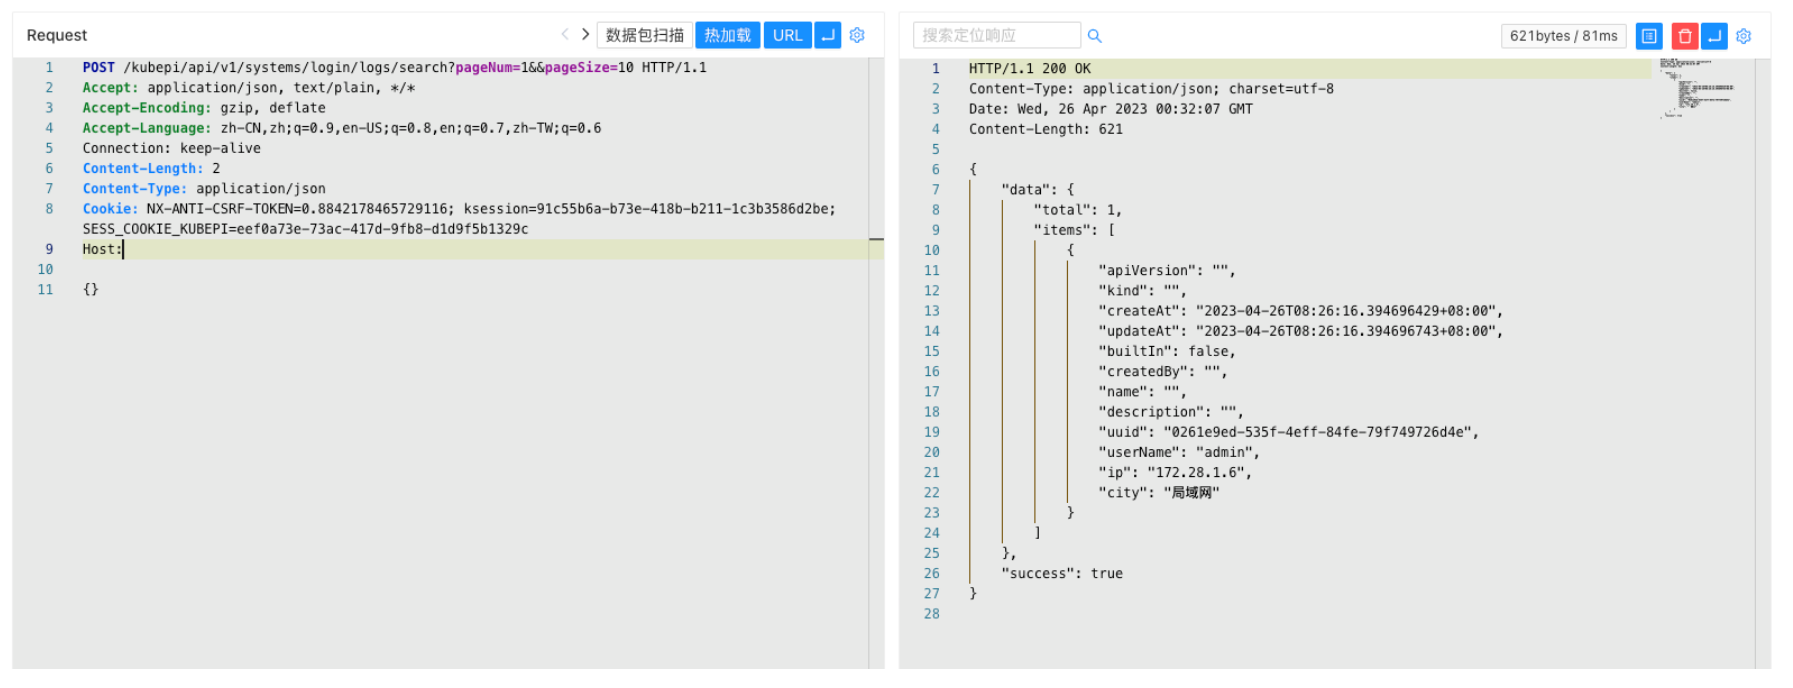 Request
数据包扫描
热加载
URL
1 POST /kubepi/api/v1/systems/login/logs/search?pageNum=1&&pageSize=10 HTTP/1.1
2 Accept: application/json, text/plain, */*
3 Accept-Encoding: gzip, deflate
4 Accept-Language: zh-CN,zh;q=0.9,en-US;q=0.8,en;q=0.7,zh-TW;q=0.6
5 Connection: keep-alive
6 Content-Length: 2
7 Content-Type: application/json
8 Cookie: NX-ANTI-CSRF-TOKEN=0.8842178465729116; ksession=91c55b6a-b73e-418b-b211-1c3b3586d2be;
SESS_COOKIE_KUBEPI=eef0a73e-73ac-417d-9fb8-d1d9f5b1329c
9 Host:
10
11 {}
搜索定位响应
621bytes / 81ms
1 HTTP/1.1 200 OK
2 Content-Type: application/json; charset=utf-8
3 Date: Wed, 26 Apr 2023 00:32:07 GMT
4 Content-Length: 621
5
6 {
7 "data": {
8 "total": 1,
9 "items": [
10 {
11 "apiVersion": "",
12 "kind": "",
13 "createAt": "2023-04-26T08:26:16.394696429+08:00",
14 "updateAt": "2023-04-26T08:26:16.394696743+08:00",
15 "builtIn": false,
16 "createdBy": "",
17 "name": "",
18 "description": "",
19 "uuid": "0261e9ed-535f-4eff-84fe-79f749726d4e",
20 "userName": "admin",
21 "ip": "172.28.1.6",
22 "city": "局域网"
23 }
24 ]
25 },
26 "success": true
27 }
28